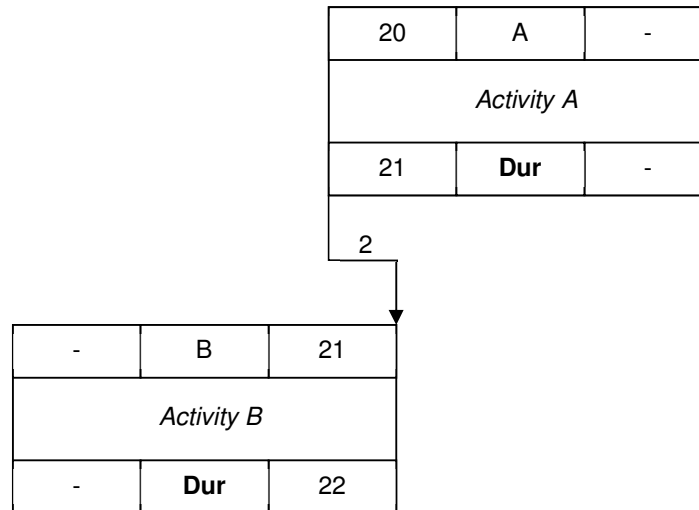 20 A -
Activity A
21 Dur -
2
- B 21
Activity B
- Dur 22